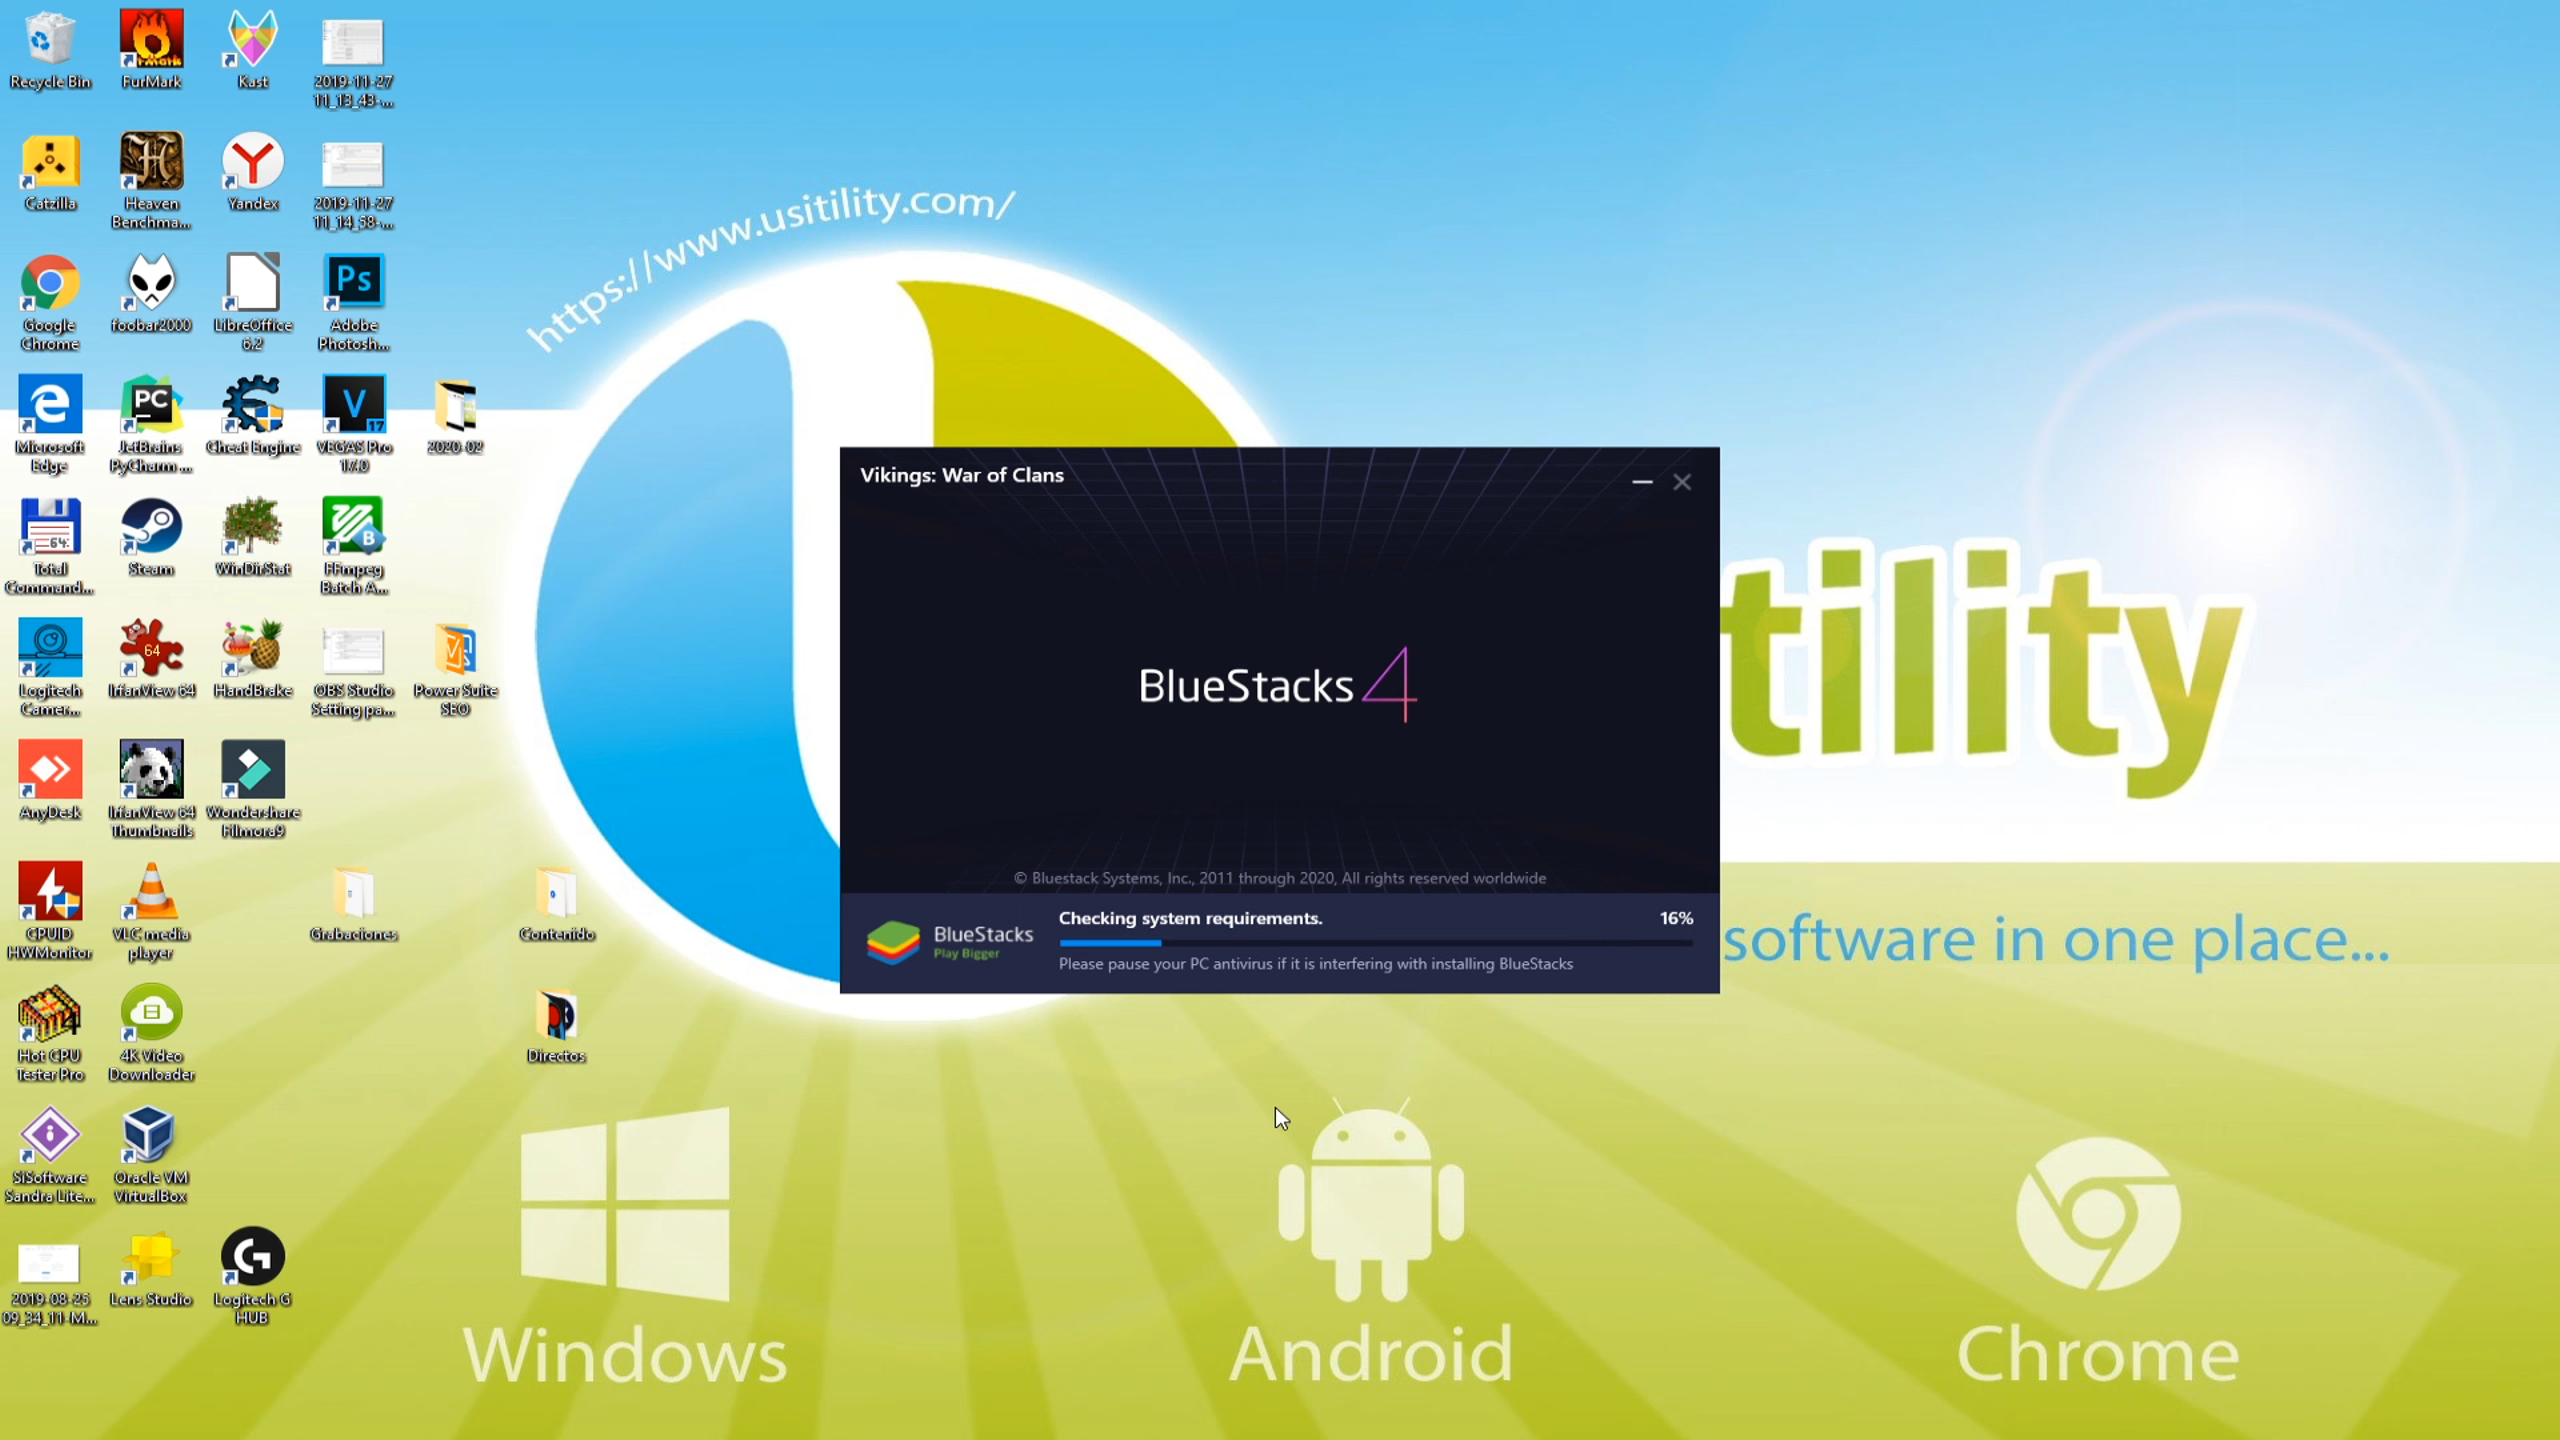 Recycle Bin
FurMark
Kast
2019-11-27
11_13_43-...
Catzilla
Heaven
Benchma...
Yandex
2019-11-27
11_14_58-...
Google
Chrome
foobar2000
LibreOffice
6.2
Ps
Adobe
Photosh...
Microsoft
Edge
PC
JetBrains
PyCharm ...
Cheat Engine
V
17
VEGAS Pro
17.0
2020-02
64
Total
Command...
Steam
WinDirStat
B
FFmpeg
Batch A...
Logitech
Camer...
64
IrfanView 64
HandBrake
OBS Studio
Setting pa...
Power Suite
SEO
AnyDesk
IrfanView 64
Thumbnails
Wondershare
Filmora9
CPUID
HWMonitor
VLC media
player
Grabaciones
Contenido
4
Hot CPU
Tester Pro
4K Video
Downloader
Directos
SiSoftware
Sandra Lite...
Oracle VM
VirtualBox
2019-08-25
09_34_11-M...
Lens Studio
Logitech G
HUB
https://www.usitility.com/
tility
software in one place...
Vikings: War of Clans
BlueStacks 4
© Bluestack Systems, Inc., 2011 through 2020, All rights reserved worldwide
BlueStacks
Play Bigger
Checking system requirements.
16%
Please pause your PC antivirus if it is interfering with installing BlueStacks
Windows
Android
Chrome